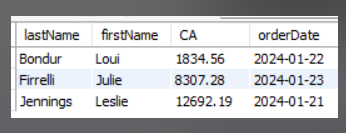 lastName firstName CA orderDate
Bondur Loui 1834.56 2024-01-22
Firrelli Julie 8307.28 2024-01-23
Jennings Leslie 12692.19 2024-01-21